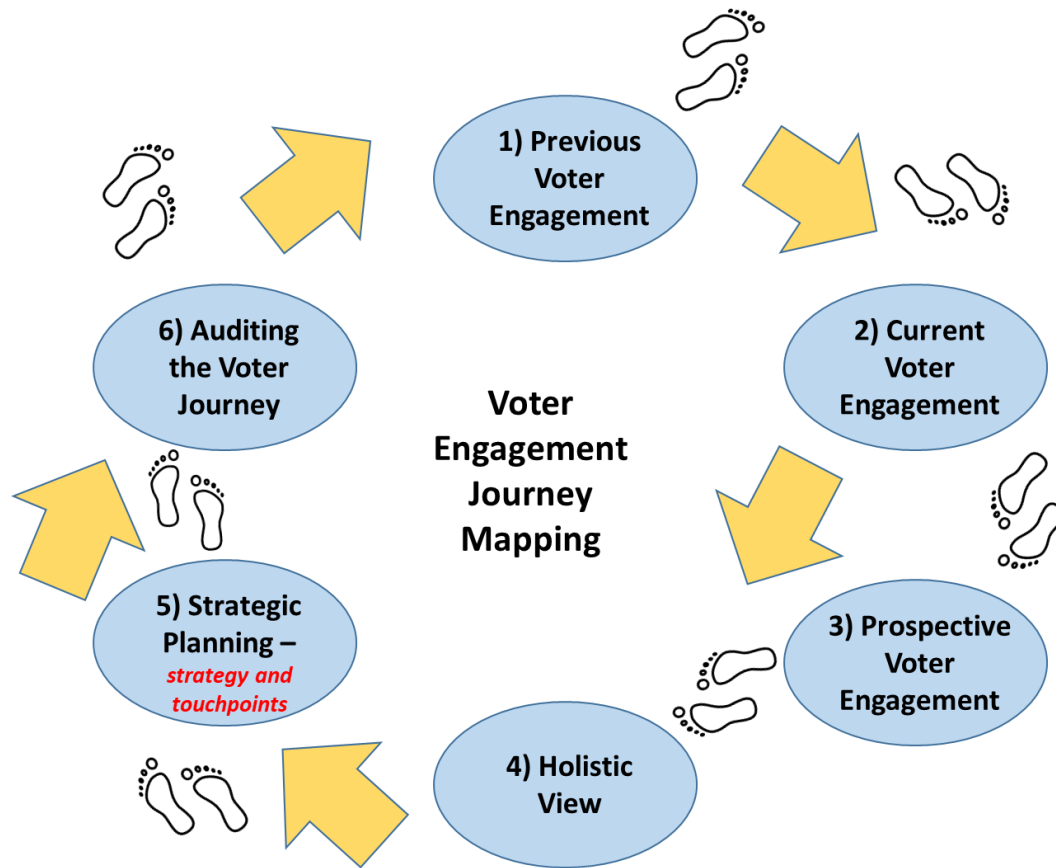 1) Previous
Voter
Engagement
2) Current
Voter
Engagement
3) Prospective
Voter
Engagement
4) Holistic
View
5) Strategic
Planning –
strategy and
touchpoints
6) Auditing
the Voter
Journey
Voter
Engagement
Journey
Mapping